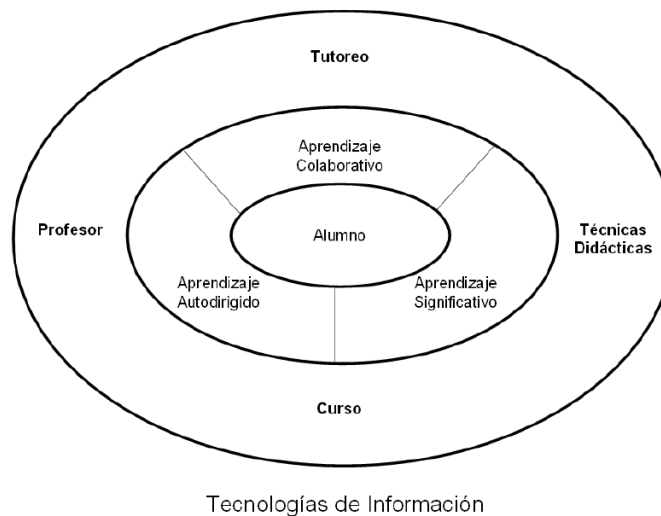 Tutoreo
Aprendizaje
Colaborativo
Profesor
Alumno
Técnicas
Didácticas
Aprendizaje
Autodirigido
Aprendizaje
Significativo
Curso
Tecnologías de Información